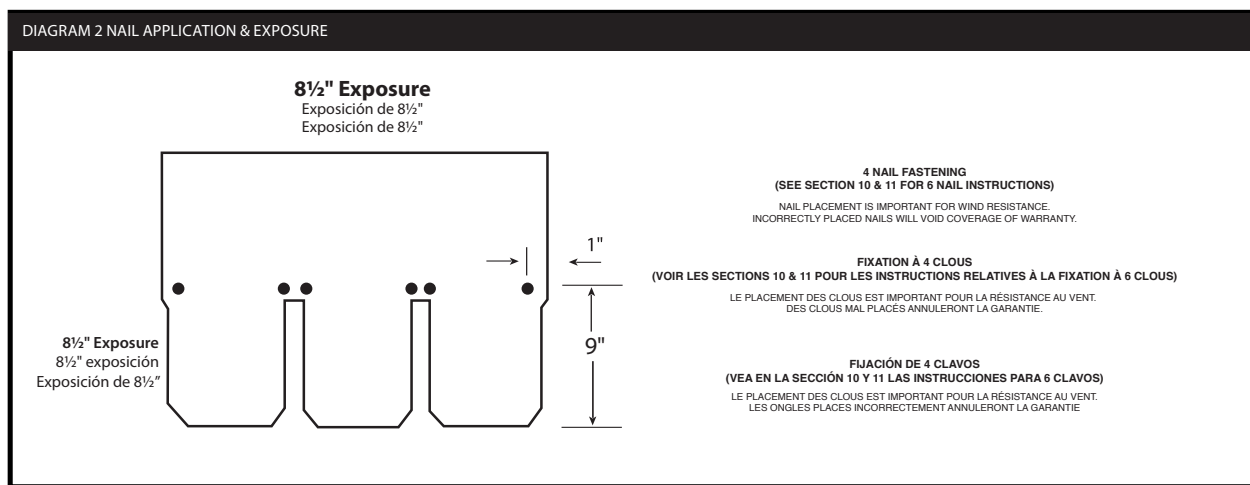 DIAGRAM 2 NAIL APPLICATION & EXPOSURE
8½" Exposure
Exposición de 8½"
Exposición de 8½"
1"
9"
8½" Exposure
8½" exposición
Exposición de 8½”
4 NAIL FASTENING
(SEE SECTION 10 & 11 FOR 6 NAIL INSTRUCTIONS)
NAIL PLACEMENT IS IMPORTANT FOR WIND RESISTANCE.
INCORRECTLY PLACED NAILS WILL VOID COVERAGE OF WARRANTY.
FIXATION À 4 CLOUS
(VOIR LES SECTIONS 10 & 11 POUR LES INSTRUCTIONS RELATIVES À LA FIXATION À 6 CLOUS)
LE PLACEMENT DES CLOUS EST IMPORTANT POUR LA RÉSISTANCE AU VENT.
DES CLOUS MAL PLACÉS ANNULERONT LA GARANTIE.
FIJACIÓN DE 4 CLAVOS
(VEA EN LA SECCIÓN 10 Y 11 LAS INSTRUCCIONES PARA 6 CLAVOS)
LE PLACEMENT DES CLOUS EST IMPORTANT POUR LA RÉSISTANCE AU VENT.
LES ONGLES PLACES INCORRECTEMENT ANNULERONT LA GARANTIE